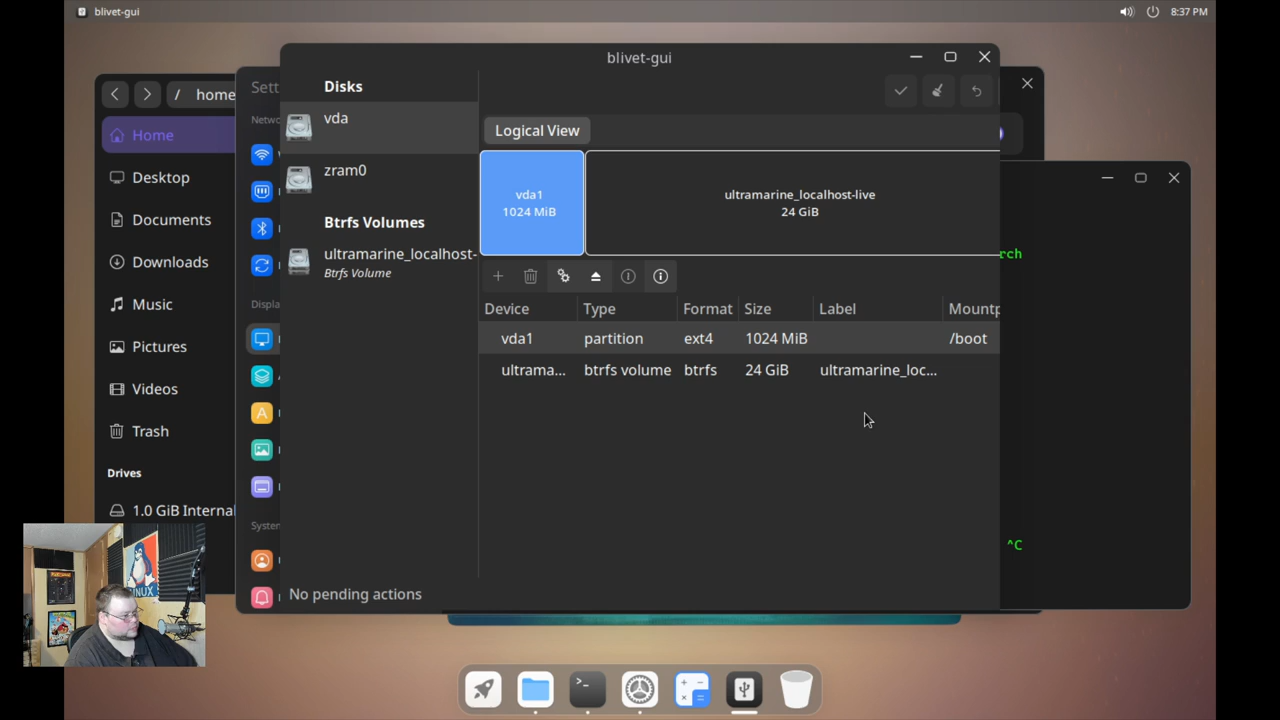 blivet-gui
8:37 PM
blivet-gui
Disks
vda
zram0
Btrfs Volumes
ultramarine_localhost-
Btrfs Volume
Logical View
vda1
1024 MiB
ultramarine_localhost-live
24 GiB
Device Type Format Size Label Mountp
vda1 partition ext4 1024 MiB /boot
ultrama... btrfs volume btrfs 24 GiB ultramarine_loc...
No pending actions
/ home
Home
Desktop
Documents
Downloads
Music
Pictures
Videos
Trash
Drives
1.0 GiB Internal
Sett
Netwo
Displa
System
rch
^C